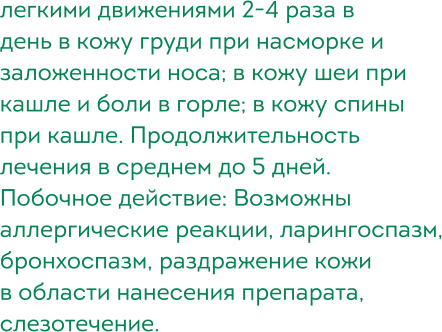 легкими движениями 2-4 раза в
день в кожу груди при насморке и
заложенности носа; в кожу шеи при
кашле и боли в горле; в кожу спины
при кашле. Продолжительность
лечения в среднем до 5 дней.
Побочное действие: Возможны
аллергические реакции, ларингоспазм,
бронхоспазм, раздражение кожи
в области нанесения препарата,
слезотечение.